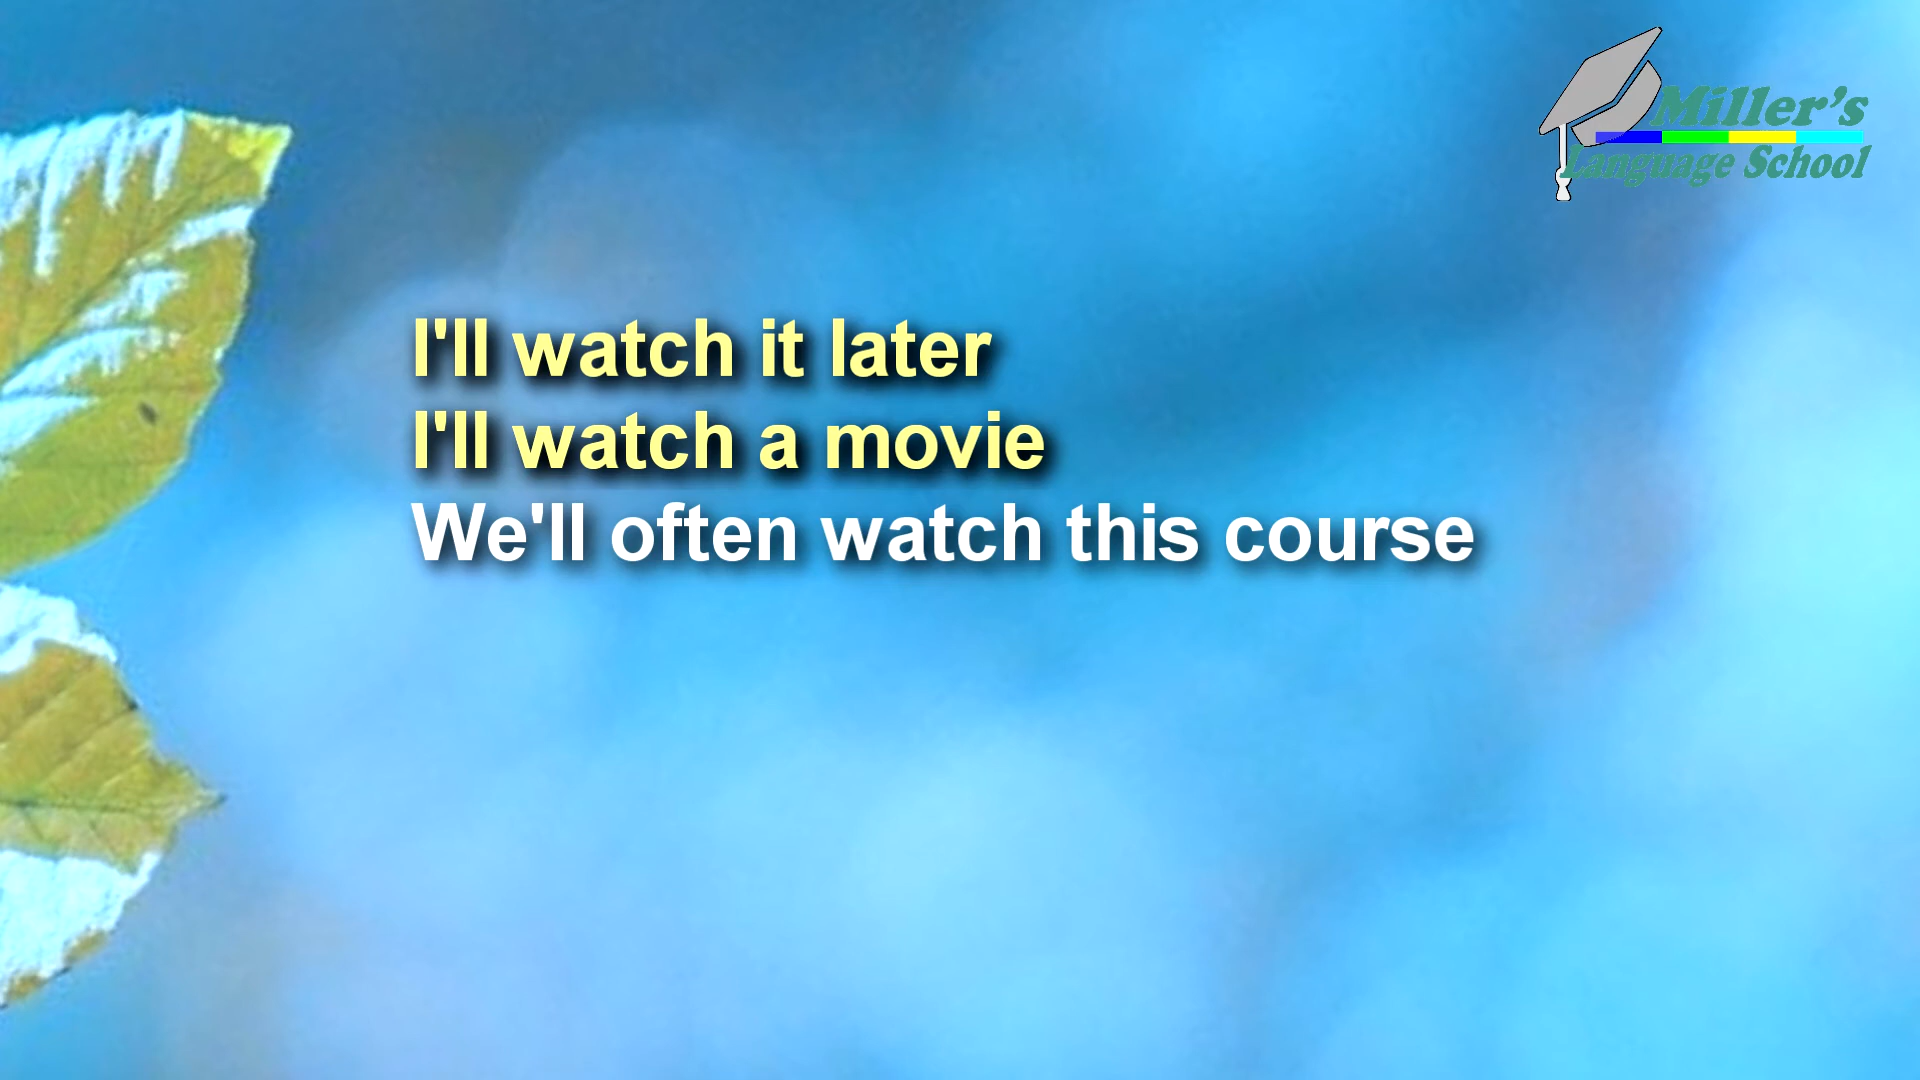 Miller's
Language School
I'll watch it later
I'll watch a movie
We'll often watch this course